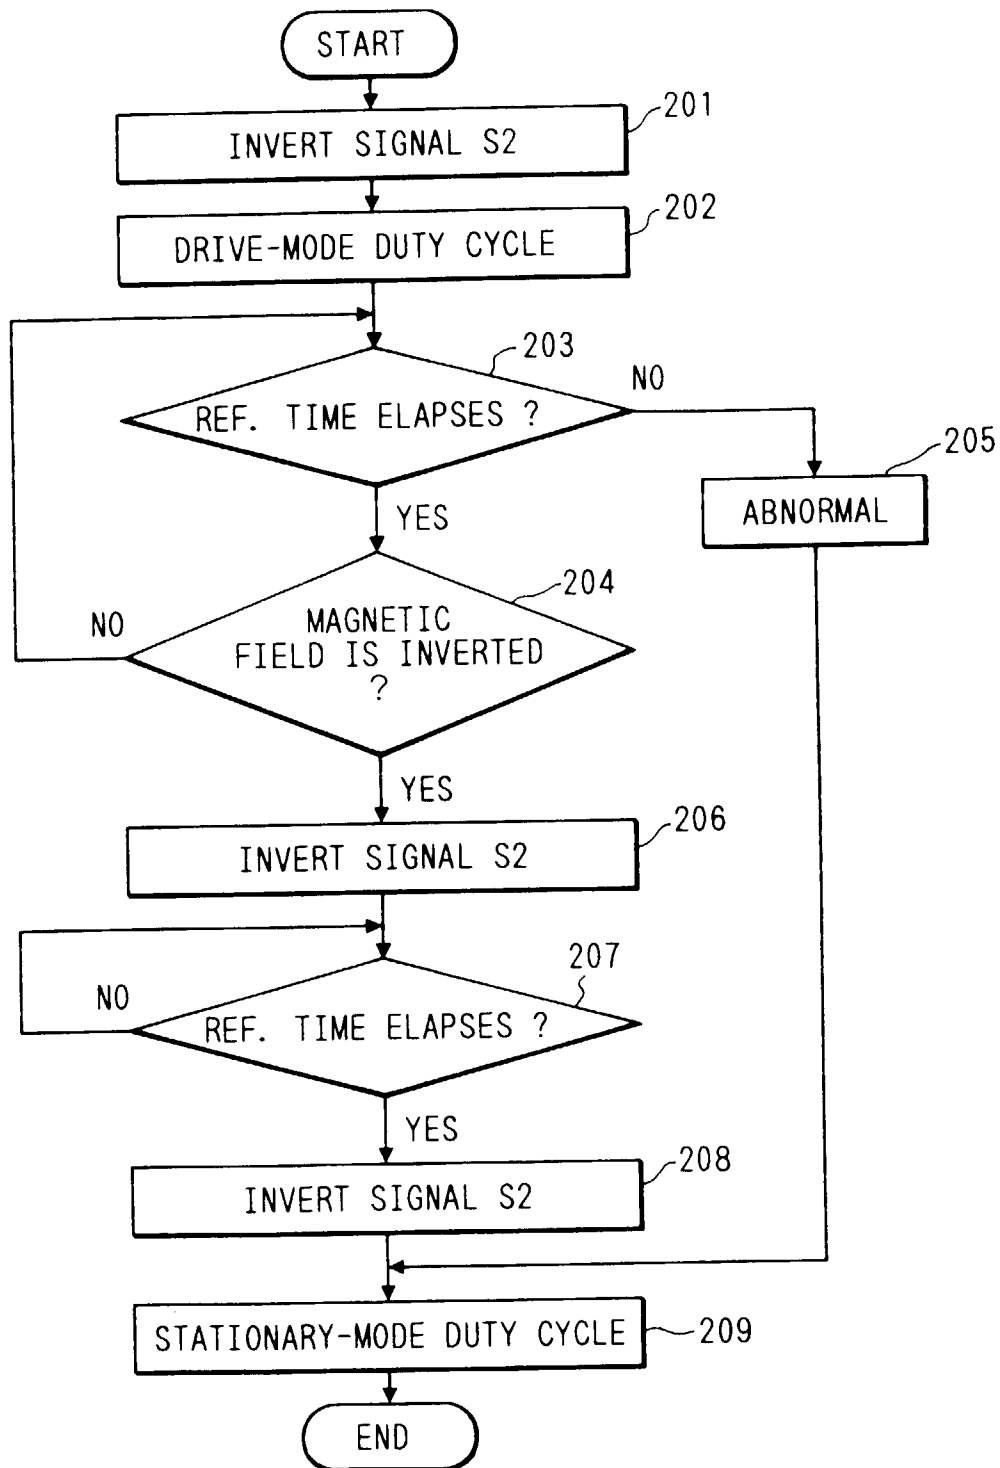 START
201
INVERT SIGNAL S2
202
DRIVE-MODE DUTY CYCLE
203
NO
REF. TIME ELAPSES ?
205
YES
ABNORMAL
204
NO
MAGNETIC
FIELD IS INVERTED
?
YES
206
INVERT SIGNAL S2
207
NO
REF. TIME ELAPSES ?
YES
208
INVERT SIGNAL S2
STATIONARY-MODE DUTY CYCLE
209
END